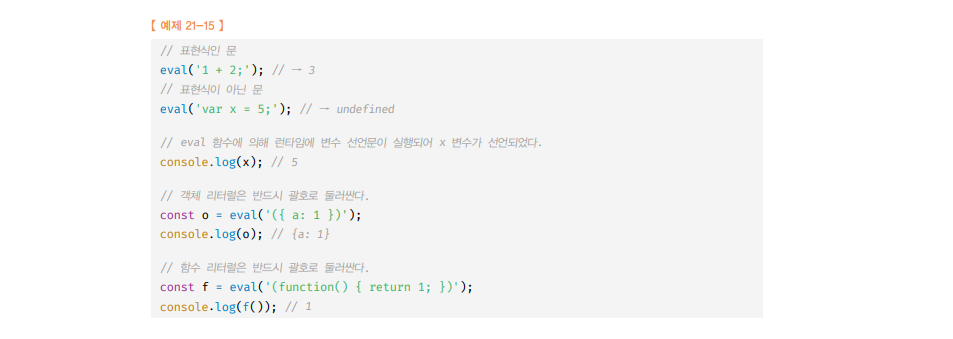 【 예제 21-15 】
// 표현식인 문
eval('1 + 2;'); // → 3
// 표현식이 아닌 문
eval('var x = 5;'); // → undefined
// eval 함수에 의해 런타임에 변수 선언문이 실행되어 x 변수가 선언되었다.
console.log(x); // 5
// 객체 리터럴은 반드시 괄호로 둘러싼다.
const o = eval('({ a: 1 })');
console.log(o); // {a: 1}
// 함수 리터럴은 반드시 괄호로 둘러싼다.
const f = eval('(function() { return 1; })');
console.log(f()); // 1